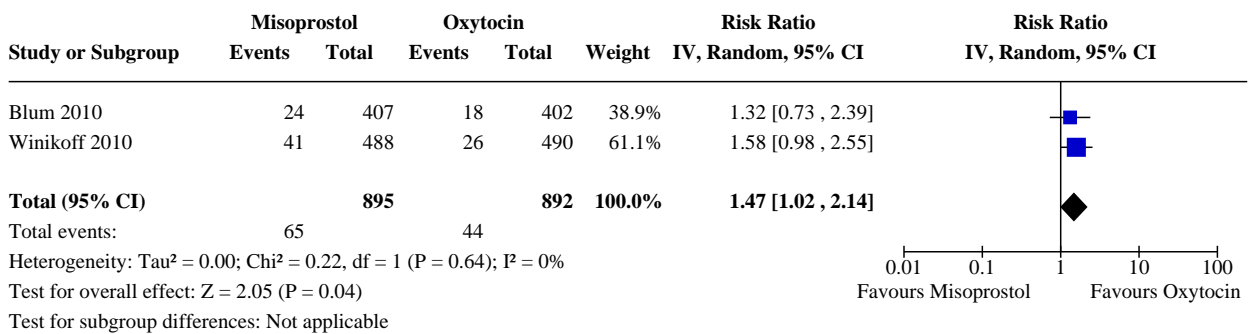 Misoprostol Oxytocin Risk Ratio Risk Ratio
Study or Subgroup Events Total Events Total Weight IV, Random, 95% CI IV, Random, 95% CI
Blum 2010 24 407 18 402 38.9% 1.32 [0.73 , 2.39]
Winikoff 2010 41 488 26 490 61.1% 1.58 [0.98 , 2.55]
Total (95% CI) 895 892 100.0% 1.47 [1.02 , 2.14]
Total events: 65 44
Heterogeneity: Tau² = 0.00; Chi² = 0.22, df = 1 (P = 0.64); I² = 0%
0.01 0.1 1 10 100
Test for overall effect: Z = 2.05 (P = 0.04)
Favours Misoprostol Favours Oxytocin
Test for subgroup differences: Not applicable